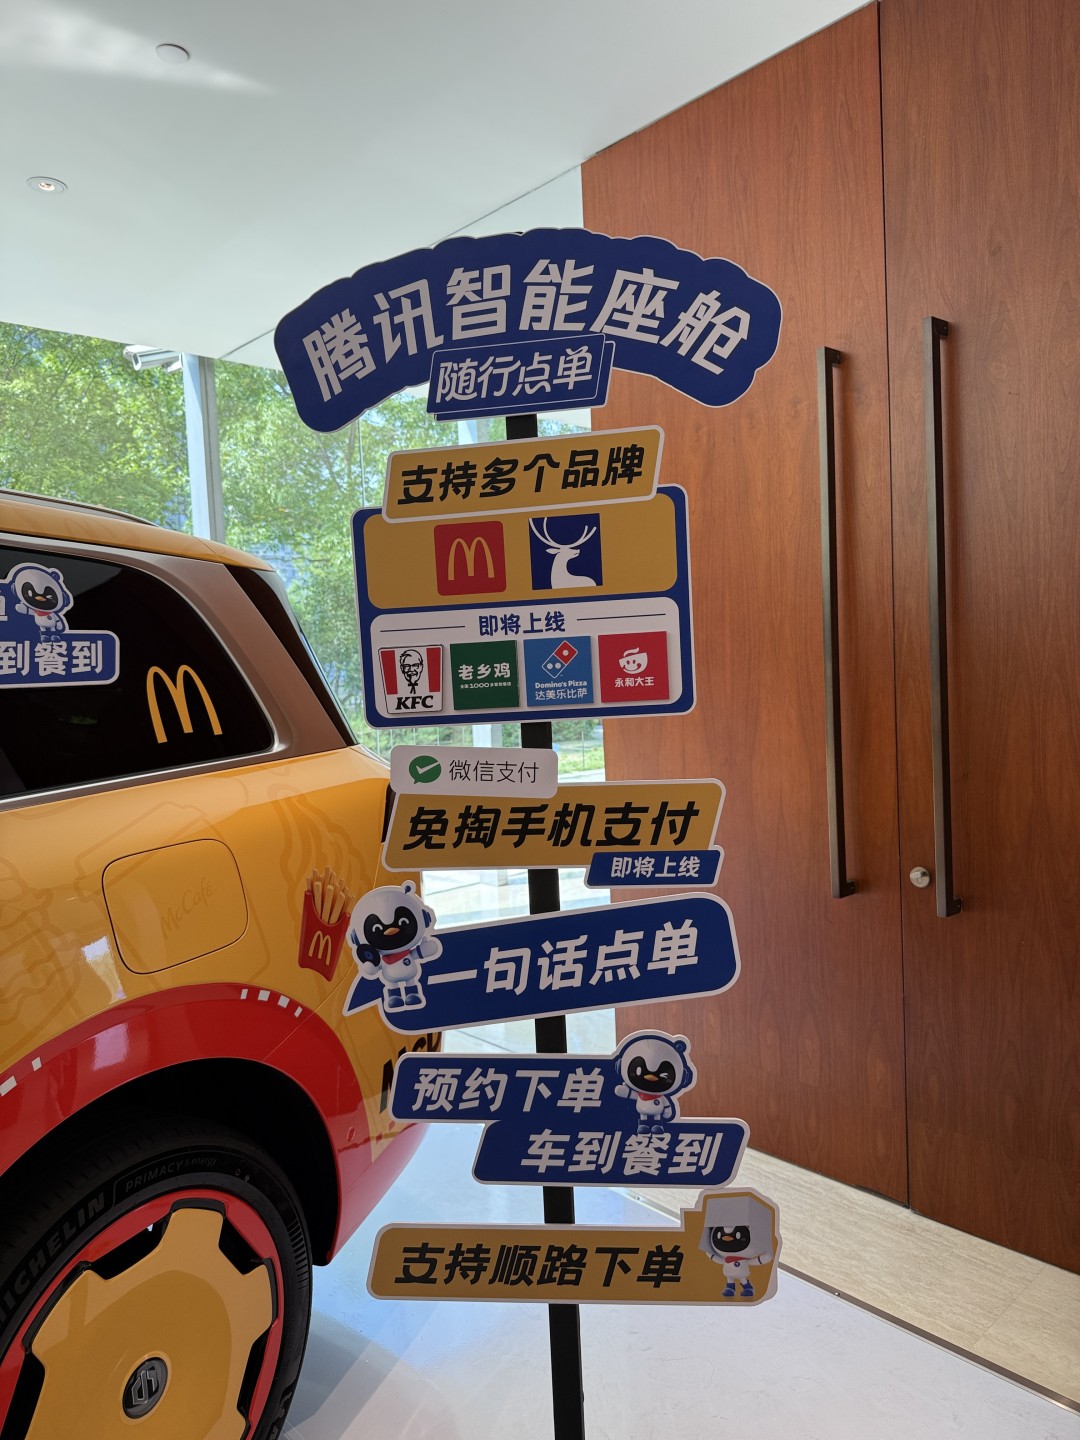 腾讯智能座舱
随行点单
支持多个品牌
即将上线
KFC
老乡鸡
Domino's Pizza
达美乐比萨
永和大王
微信支付
免掏手机支付
即将上线
一句话点单
预约下单
车到餐到
支持顺路下单
到餐到
McCafé
MICHELIN
PRIMACY